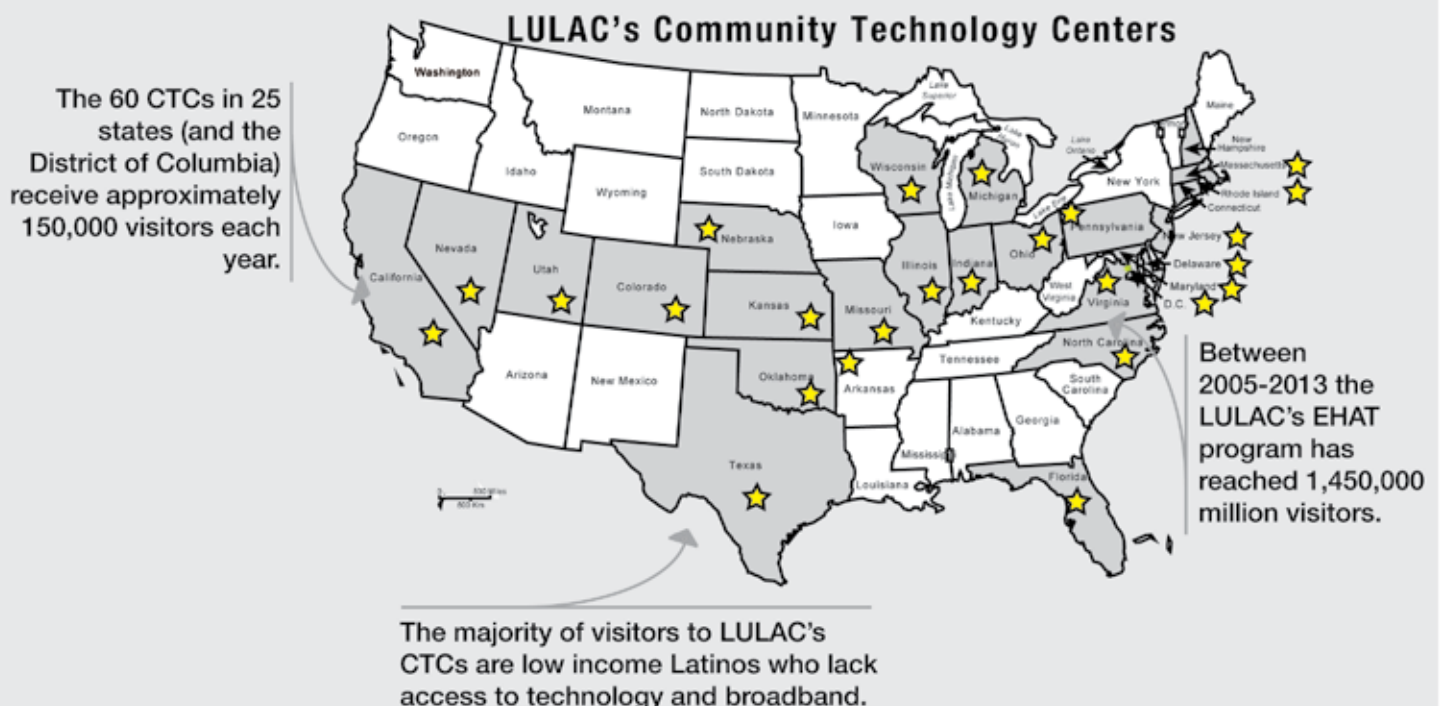 LULAC's Community Technology Centers
The 60 CTCs in 25
states (and the
District of Columbia)
receive approximately
150,000 visitors each
year.
Washington
Oregon
California
Nevada
Idaho
Montana
Wyoming
Utah
Colorado
Arizona
New Mexico
North Dakota
South Dakota
Nebraska
Kansas
Oklahoma
Texas
Minnesota
Iowa
Missouri
Arkansas
Louisiana
Wisconsin
Illinois
Michigan
Indiana
Ohio
Kentucky
Tennessee
Mississippi
Alabama
Georgia
Florida
South
Carolina
North Carolina
Virginia
West
Virginia
Pennsylvania
New York
Maine
New
Hampshire
Massachusetts
Rhode Island
Connecticut
New Jersey
Delaware
Maryland
D.C.
Lake
Superior
Lake Michigan
Lake
Ontario
Lake Erie
Between
2005-2013 the
LULAC's EHAT
program has
reached 1,450,000
million visitors.
The majority of visitors to LULAC's
CTCs are low income Latinos who lack
access to technology and broadband.